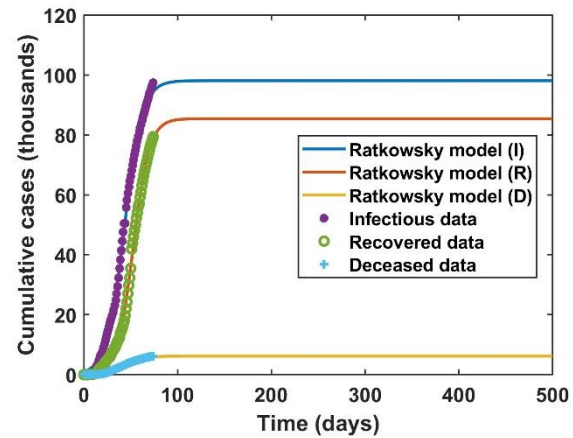 120
100
80
60
40
20
0
Cumulative cases (thousands)
Ratkowsky model (I)
Ratkowsky model (R)
Ratkowsky model (D)
Infectious data
Recovered data
Deceased data
0 100 200 300 400 500
Time (days)